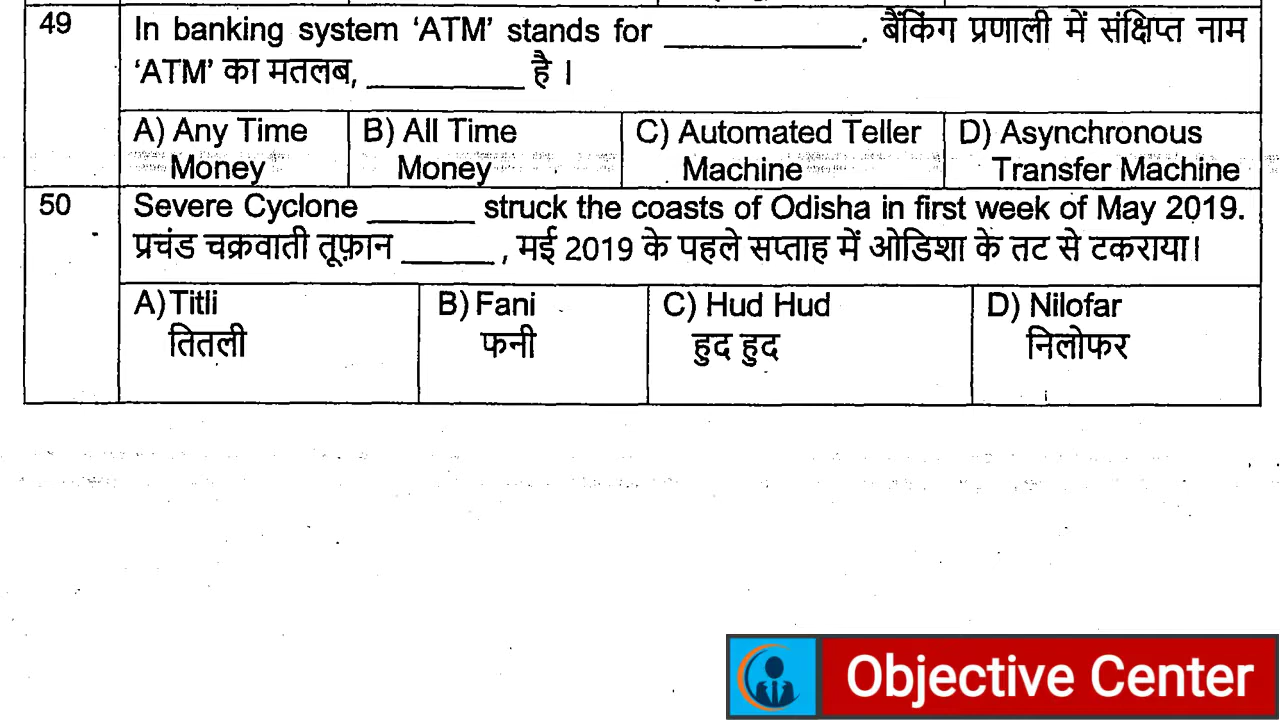 49
In banking system ‘ATM’ stands for ____________. बैंकिंग प्रणाली में संक्षिप्त नाम
‘ATM’ का मतलब, __________ है ।
A) Any Time Money
B) All Time Money
C) Automated Teller Machine
D) Asynchronous Transfer Machine
50
Severe Cyclone _______ struck the coasts of Odisha in first week of May 2019.
प्रचंड चक्रवाती तूफ़ान ______ , मई 2019 के पहले सप्ताह में ओडिशा के तट से टकराया।
A) Titli
तितली
B) Fani
फनी
C) Hud Hud
हुद हुद
D) Nilofar
निलोफर
Objective Center